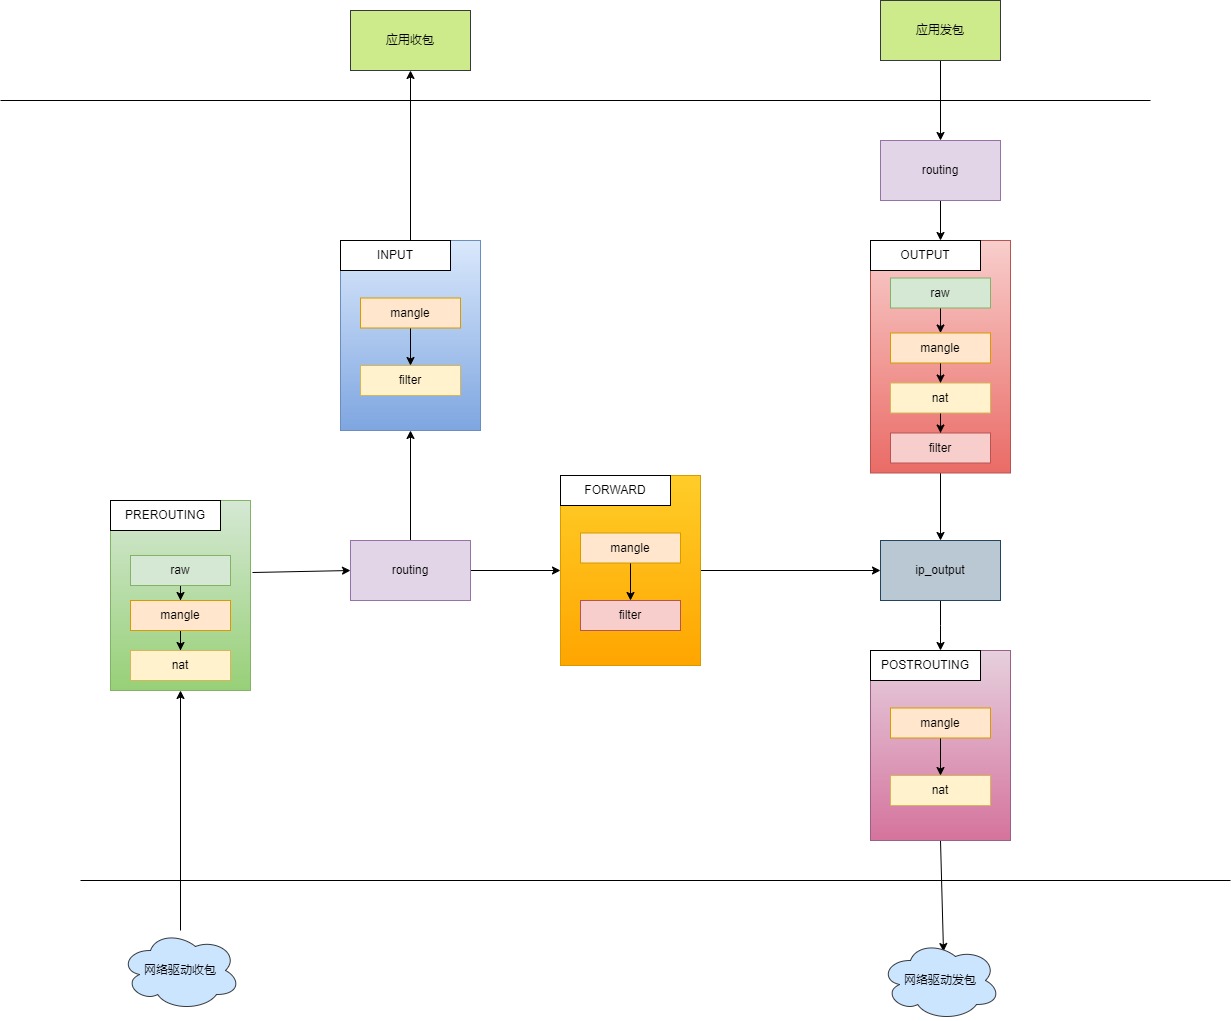 应用收包
应用发包
routing
INPUT
mangle
filter
OUTPUT
raw
mangle
nat
filter
PREROUTING
raw
mangle
nat
routing
FORWARD
mangle
filter
ip_output
POSTROUTING
mangle
nat
网络驱动收包
网络驱动发包